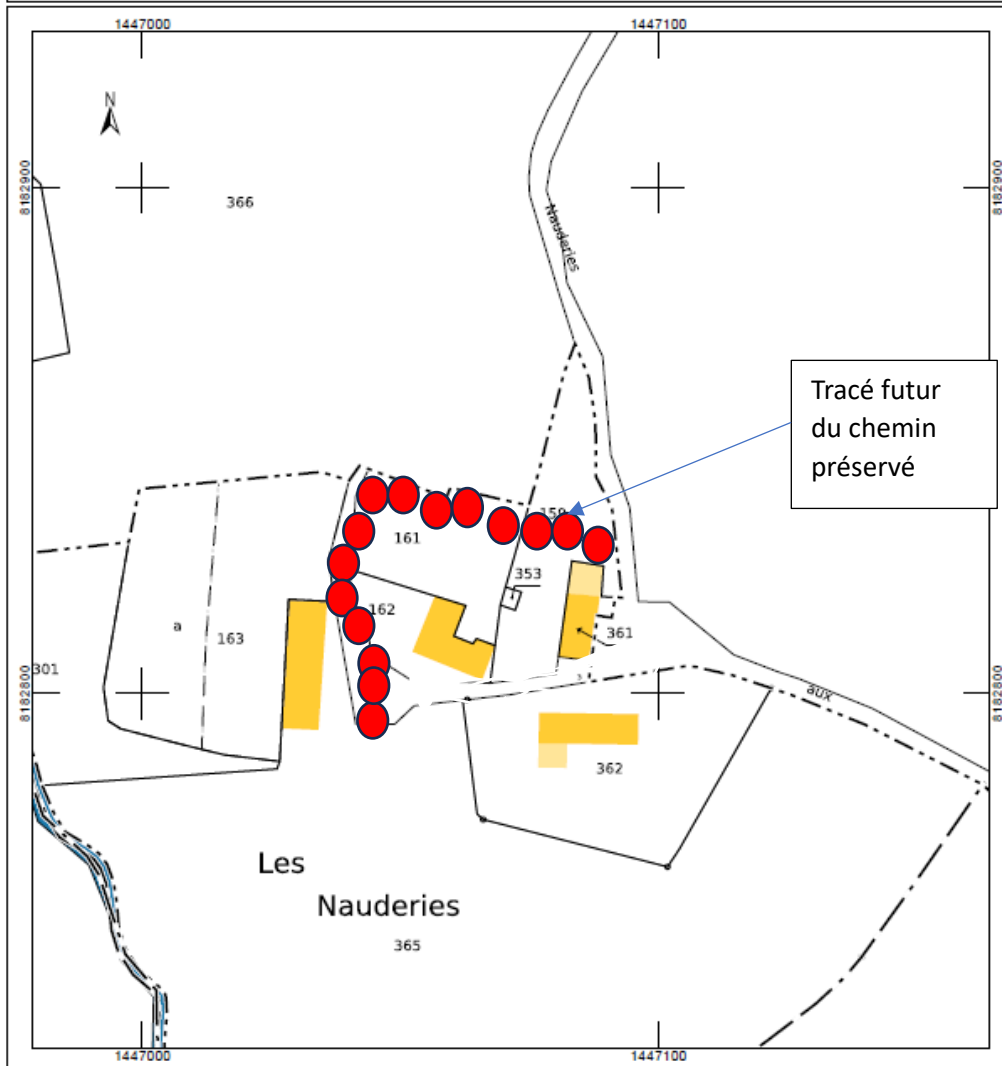 1447000
1447100
N
8182900
8182900
366
Nauderies
Tracé futur
du chemin
préservé
159
161
353
162
361
a
163
301
8182800
8182800
aux
362
Les
Nauderies
365
1447000
1447100